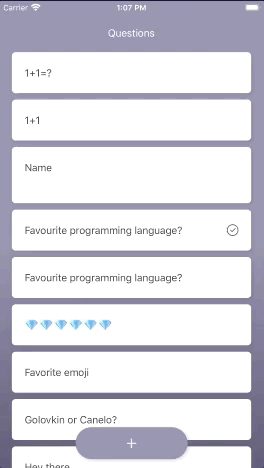 Carrier 1:07 PM
Questions
1+1=?
1+1
Name
Favourite programming language?
Favourite programming language?
💎💎💎💎💎💎
Favorite emoji
Golovkin or Canelo?
+
Hey there